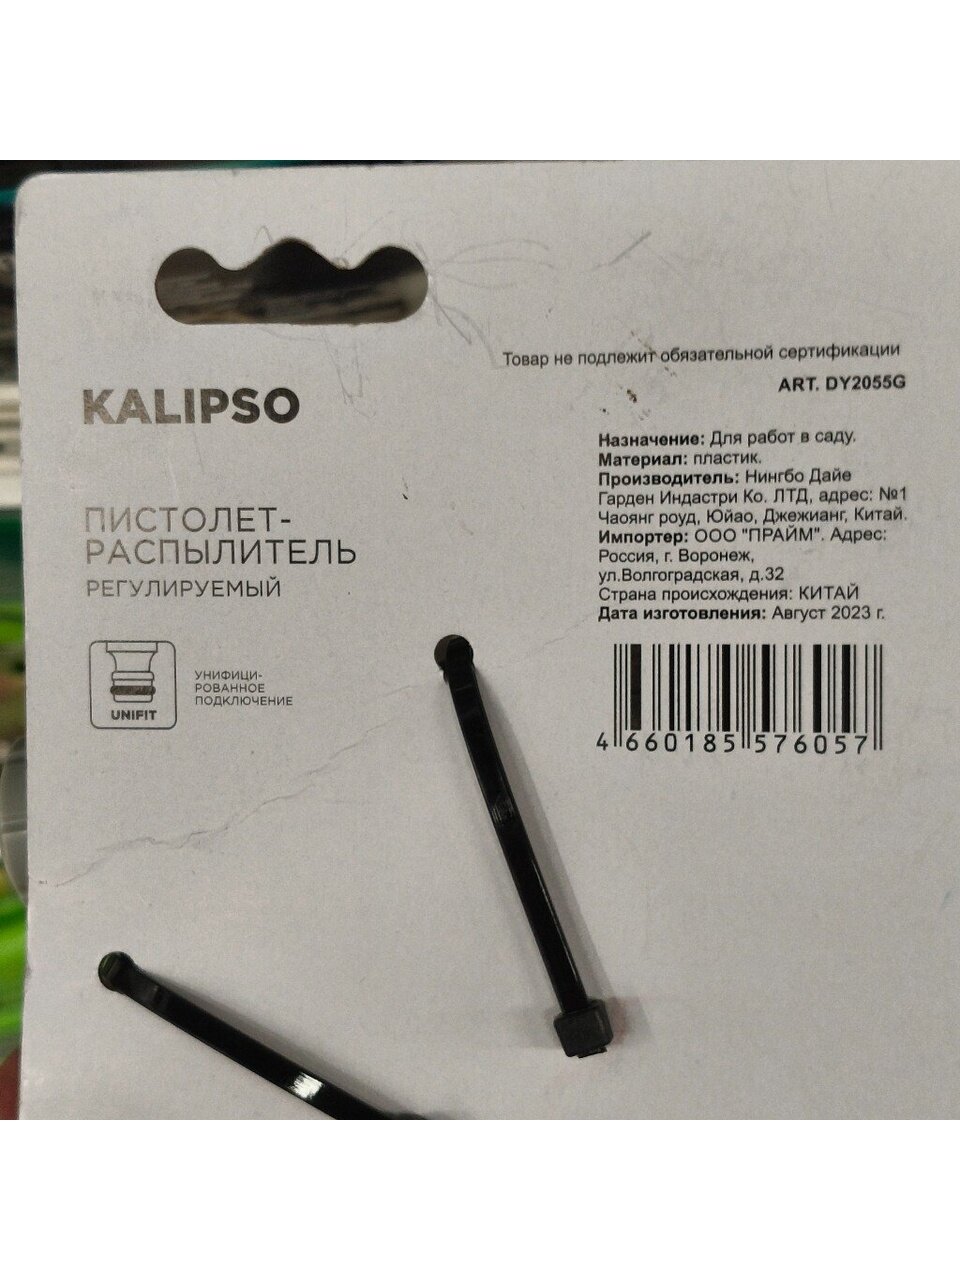 Товар не подлежит обязательной сертификации
ART. DY2055G
KALIPSO
ПИСТОЛЕТ-
РАСПЫЛИТЕЛЬ
РЕГУЛИРУЕМЫЙ
UNIFIT
УНИФИЦИ-
РОВАННОЕ
ПОДКЛЮЧЕНИЕ
Назначение: Для работ в саду.
Материал: пластик.
Производитель: Нингбо Дайе
Гарден Индастри Ко. ЛТД, адрес: №1
Чаоянг роуд, Юйао, Джежианг, Китай.
Импортер: ООО "ПРАЙМ". Адрес:
Россия, г. Воронеж,
ул.Волгоградская, д.32
Страна происхождения: КИТАЙ
Дата изготовления: Август 2023 г.
4 660185 576057